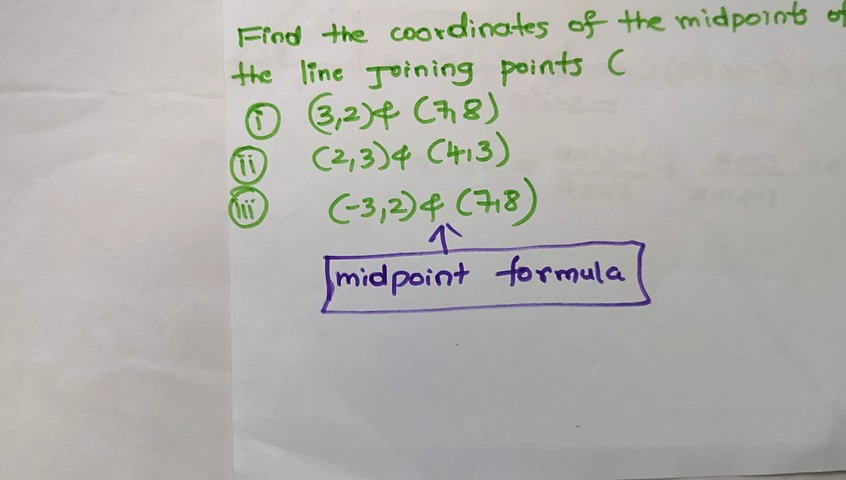 Find the coordinates of the midpoints of
the line Joining points (
i (3,2) & (7,8)
ii (2,3) & (4,3)
iii (-3,2) & (7,8)
midpoint formula